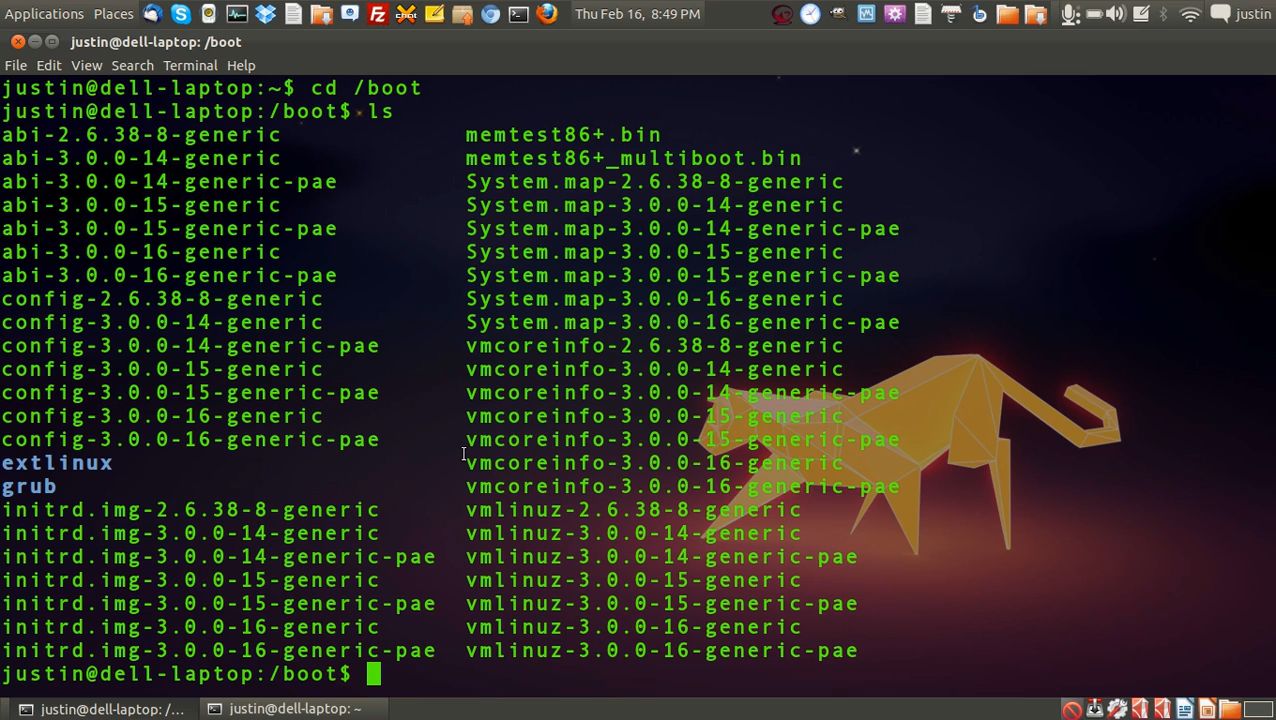 Applications Places Thu Feb 16, 8:49 PM justin
justin@dell-laptop: /boot
File Edit View Search Terminal Help
justin@dell-laptop:~$ cd /boot
justin@dell-laptop:/boot$ ls
abi-2.6.38-8-generic memtest86+.bin
abi-3.0.0-14-generic memtest86+_multiboot.bin
abi-3.0.0-14-generic-pae System.map-2.6.38-8-generic
abi-3.0.0-15-generic System.map-3.0.0-14-generic
abi-3.0.0-15-generic-pae System.map-3.0.0-14-generic-pae
abi-3.0.0-16-generic System.map-3.0.0-15-generic
abi-3.0.0-16-generic-pae System.map-3.0.0-15-generic-pae
config-2.6.38-8-generic System.map-3.0.0-16-generic
config-3.0.0-14-generic System.map-3.0.0-16-generic-pae
config-3.0.0-14-generic-pae vmcoreinfo-2.6.38-8-generic
config-3.0.0-15-generic vmcoreinfo-3.0.0-14-generic
config-3.0.0-15-generic-pae vmcoreinfo-3.0.0-14-generic-pae
config-3.0.0-16-generic vmcoreinfo-3.0.0-15-generic
config-3.0.0-16-generic-pae vmcoreinfo-3.0.0-15-generic-pae
extlinux vmcoreinfo-3.0.0-16-generic
grub vmcoreinfo-3.0.0-16-generic-pae
initrd.img-2.6.38-8-generic vmlinuz-2.6.38-8-generic
initrd.img-3.0.0-14-generic vmlinuz-3.0.0-14-generic
initrd.img-3.0.0-14-generic-pae vmlinuz-3.0.0-14-generic-pae
initrd.img-3.0.0-15-generic vmlinuz-3.0.0-15-generic
initrd.img-3.0.0-15-generic-pae vmlinuz-3.0.0-15-generic-pae
initrd.img-3.0.0-16-generic vmlinuz-3.0.0-16-generic
initrd.img-3.0.0-16-generic-pae vmlinuz-3.0.0-16-generic-pae
justin@dell-laptop:/boot$
justin@dell-laptop: /... justin@dell-laptop: ~